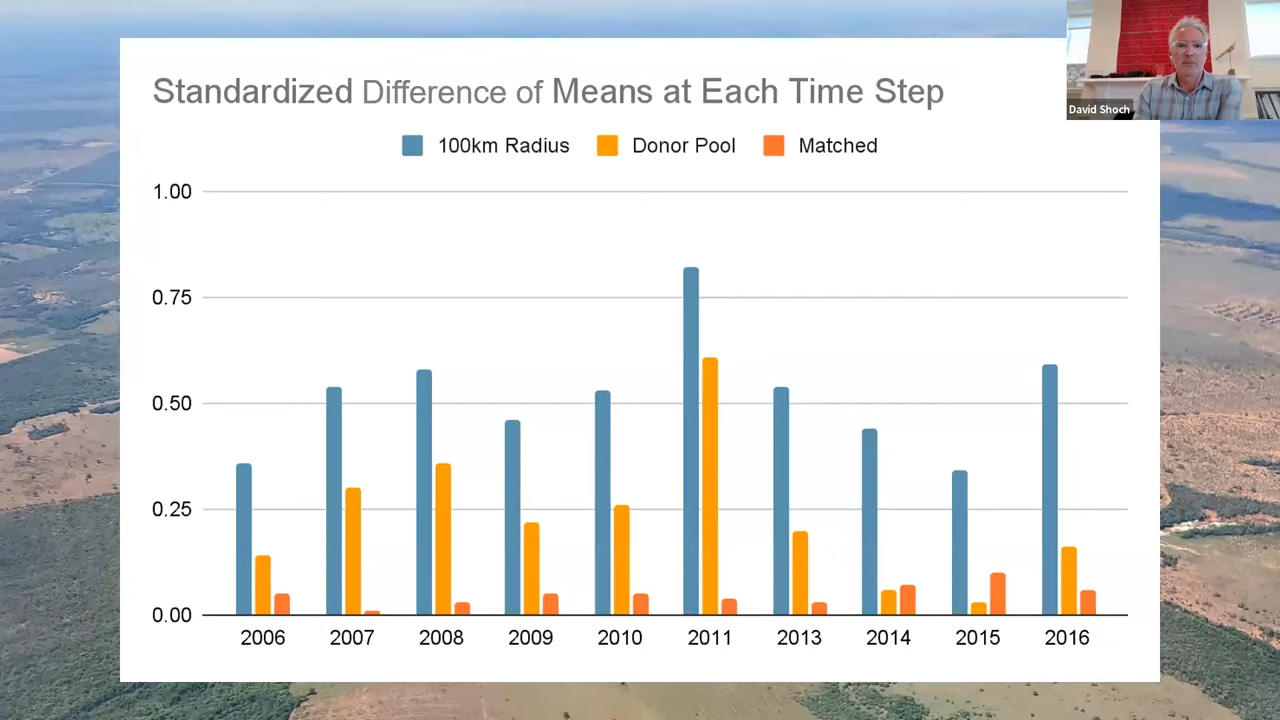 Standardized Difference of Means at Each Time Step
David Shoch
100km Radius Donor Pool Matched
1.00
0.75
0.50
0.25
0.00
2006 2007 2008 2009 2010 2011 2013 2014 2015 2016